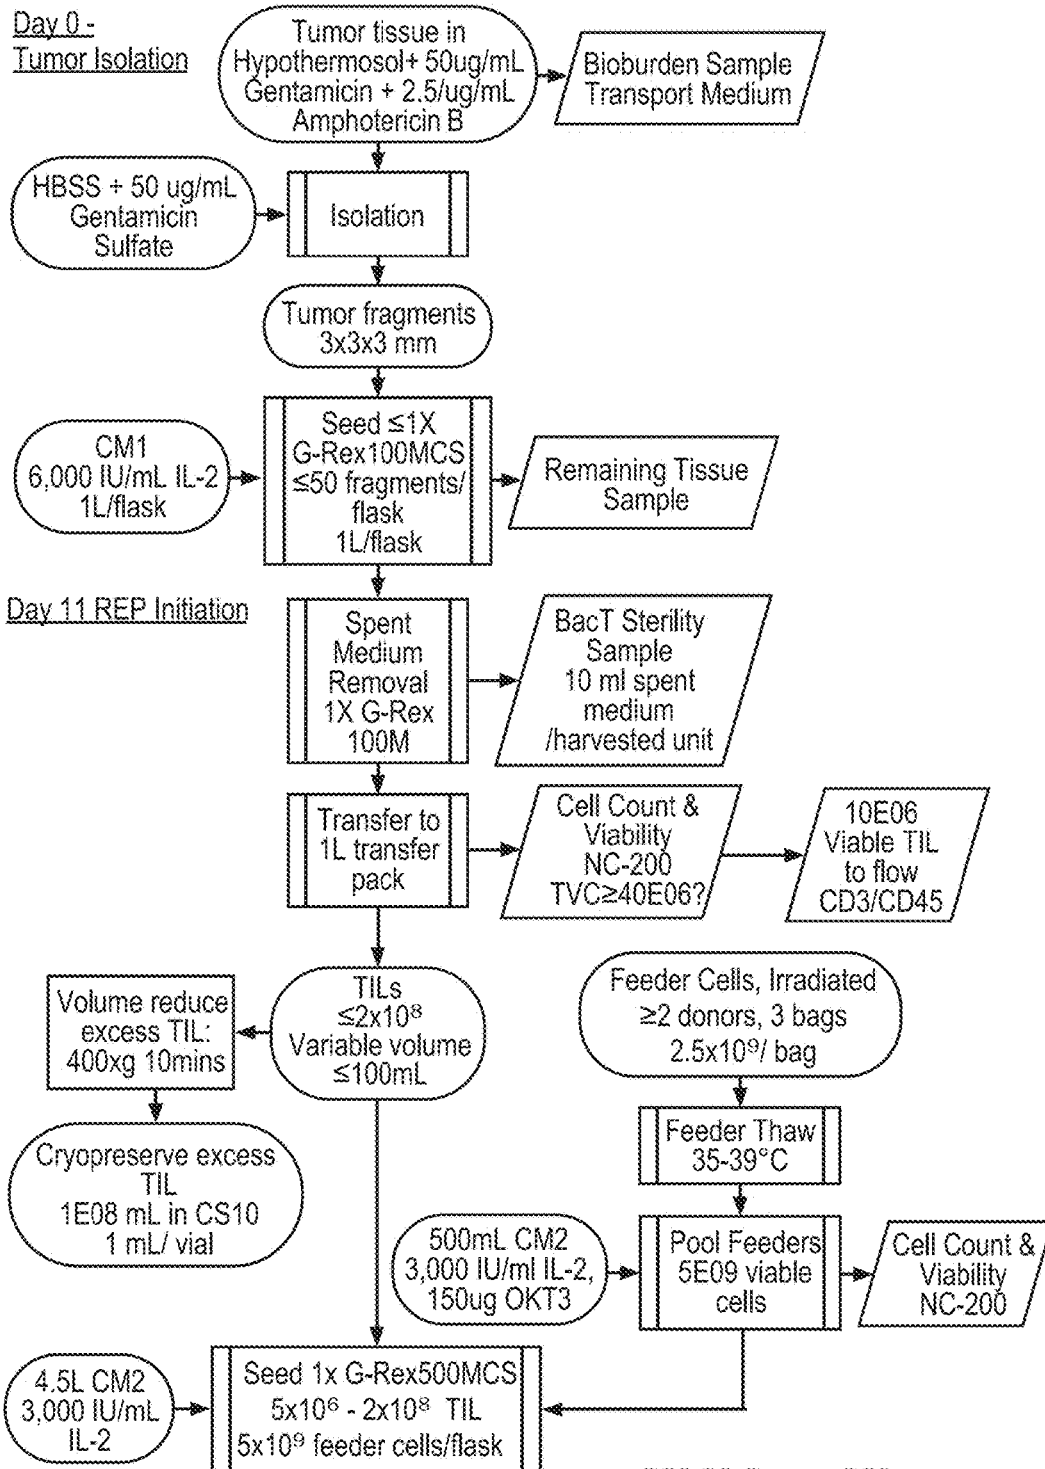 Day 0 -
Tumor Isolation
Tumor tissue in
Hypothermosol+ 50ug/mL
Gentamicin + 2.5/ug/mL
Amphotericin B
Bioburden Sample
Transport Medium
HBSS + 50 ug/mL
Gentamicin
Sulfate
Isolation
Tumor fragments
3x3x3 mm
CM1
6,000 IU/mL IL-2
1L/flask
Seed ≤1X
G-Rex100MCS
≤50 fragments/
flask
1L/flask
Remaining Tissue
Sample
Day 11 REP Initiation
Spent
Medium
Removal
1X G-Rex
100M
BacT Sterility
Sample
10 ml spent
medium
/harvested unit
Transfer to
1L transfer
pack
Cell Count &
Viability
NC-200
TVC≥40E06?
10E06
Viable TIL
to flow
CD3/CD45
Volume reduce
excess TIL:
400xg 10mins
TILs
≤2x10⁸
Variable volume
≤100mL
Feeder Cells, Irradiated
≥2 donors, 3 bags
2.5x10⁹/ bag
Cryopreserve excess
TIL
1E08 mL in CS10
1 mL/ vial
Feeder Thaw
35-39°C
500mL CM2
3,000 IU/ml IL-2,
150ug OKT3
Pool Feeders
5E09 viable
cells
Cell Count &
Viability
NC-200
4.5L CM2
3,000 IU/mL
IL-2
Seed 1x G-Rex500MCS
5x10⁶ - 2x10⁸ TIL
5x10⁹ feeder cells/flask